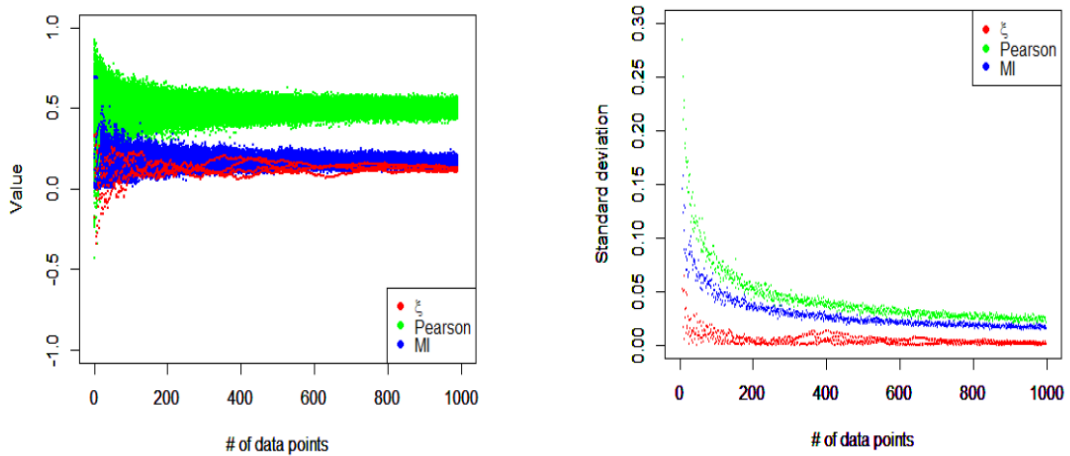 Value
1.0
0.5
0.0
-0.5
-1.0
ξ
Pearson
MI
0
200
400
600
800
1000
# of data points
Standard deviation
0.30
0.25
0.20
0.15
0.10
0.05
0.00
ξ
Pearson
MI
0
200
400
600
800
1000
# of data points